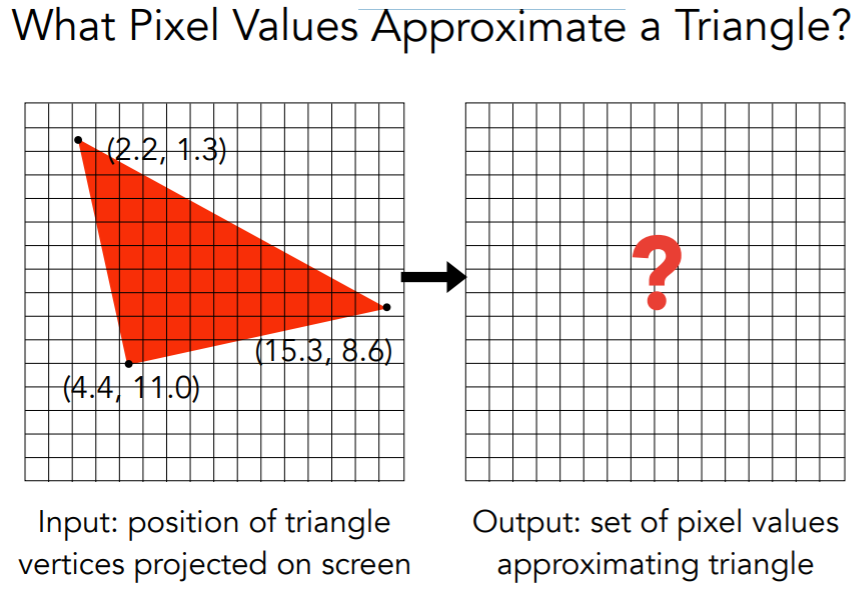 What Pixel Values Approximate a Triangle?
(2.2, 1.3)
?
(15.3, 8.6)
(4.4, 11.0)
Input: position of triangle
vertices projected on screen
Output: set of pixel values
approximating triangle